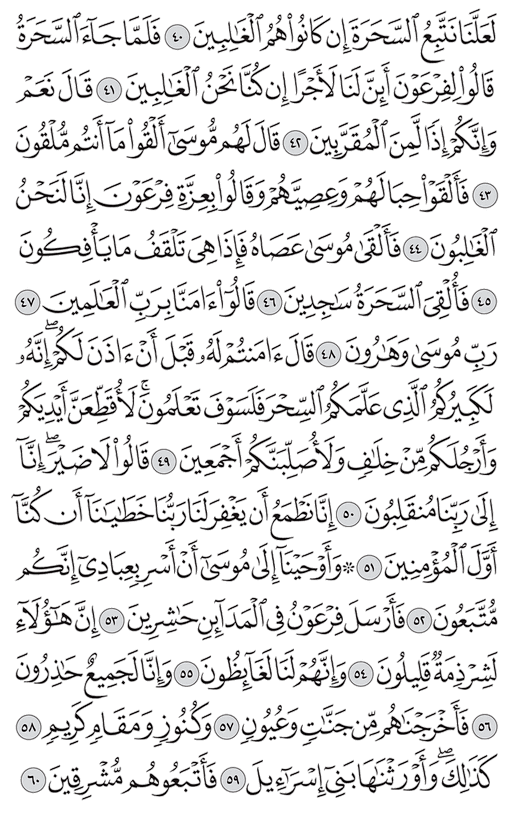 لَعَلَّنَا نَتَّبِعُ ٱلسَّحَرَةَ إِن كَانُوا۟ هُمُ ٱلْغَـٰلِبِينَ ٤٠ فَلَمَّا جَآءَ ٱلسَّحَرَةُ
قَالُوا۟ لِفِرْعَوْنَ أَئِنَّ لَنَا لَأَجْرًا إِن كُنَّا نَحْنُ ٱلْغَـٰلِبِينَ ٤١ قَالَ نَعَمْ
وَإِنَّكُمْ إِذًا لَّمِنَ ٱلْمُقَرَّبِينَ ٤٢ قَالَ لَهُم مُّوسَىٰٓ أَلْقُوا۟ مَآ أَنتُم مُّلْقُونَ
٤٣ فَأَلْقَوْا۟ حِبَالَهُمْ وَعِصِيَّهُمْ وَقَالُوا۟ بِعِزَّةِ فِرْعَوْنَ إِنَّا لَنَحْنُ
ٱلْغَـٰلِبُونَ ٤٤ فَأَلْقَىٰ مُوسَىٰ عَصَاهُ فَإِذَا هِىَ تَلْقَفُ مَا يَأْفِكُونَ
٤٥ فَأُلْقِىَ ٱلسَّحَرَةُ سَـٰجِدِينَ ٤٦ قَالُوٓا۟ ءَامَنَّا بِرَبِّ ٱلْعَـٰلَمِينَ ٤٧
رَبِّ مُوسَىٰ وَهَـٰرُونَ ٤٨ قَالَ ءَامَنتُمْ لَهُۥ قَبْلَ أَنْ ءَاذَنَ لَكُمْ ۖ إِنَّهُۥ
لَكَبِيرُكُمُ ٱلَّذِى عَلَّمَكُمُ ٱلسِّحْرَ فَلَسَوْفَ تَعْلَمُونَ ۚ لَأُقَطِّعَنَّ أَيْدِيَكُمْ
وَأَرْجُلَكُم مِّنْ خِلَـٰفٍ وَلَأُصَلِّبَنَّكُمْ أَجْمَعِينَ ٤٩ قَالُوا۟ لَا ضَيْرَ ۖ إِنَّآ
إِلَىٰ رَبِّنَا مُنقَلِبُونَ ٥٠ إِنَّا نَطْمَعُ أَن يَغْفِرَ لَنَا رَبُّنَا خَطَـٰيَـٰنَآ أَن كُنَّآ
أَوَّلَ ٱلْمُؤْمِنِينَ ٥١ ۞ وَأَوْحَيْنَآ إِلَىٰ مُوسَىٰٓ أَنْ أَسْرِ بِعِبَادِىٓ إِنَّكُم
مُّتَّبَعُونَ ٥٢ فَأَرْسَلَ فِرْعَوْنُ فِى ٱلْمَدَآئِنِ حَـٰشِرِينَ ٥٣ إِنَّ هَـٰٓؤُلَآءِ
لَشِرْذِمَةٌ قَلِيلُونَ ٥٤ وَإِنَّهُمْ لَنَا لَغَآئِظُونَ ٥٥ وَإِنَّا لَجَمِيعٌ حَـٰذِرُونَ
٥٦ فَأَخْرَجْنَـٰهُم مِّن جَنَّـٰتٍ وَعُيُونٍ ٥٧ وَكُنُوزٍ وَمَقَامٍ كَرِيمٍ ٥٨
كَذَٰلِكَ ۖ وَأَوْرَثْنَـٰهَا بَنِىٓ إِسْرَٰٓءِيلَ ٥٩ فَأَتْبَعُوهُم مُّشْرِقِينَ ٦٠